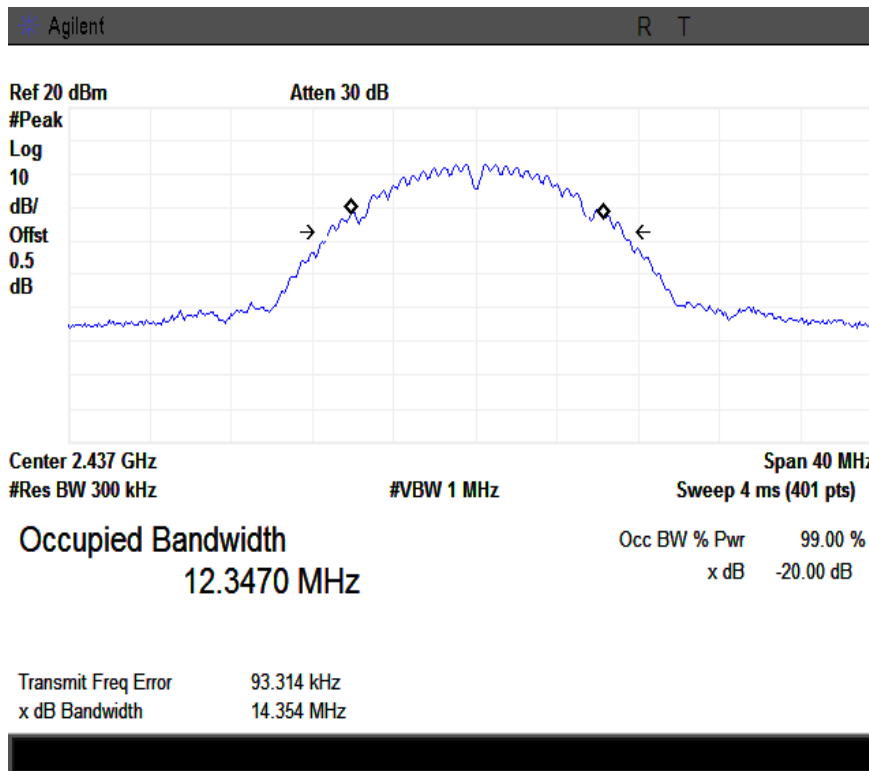 Agilent R T
Ref 20 dBm Atten 30 dB
#Peak
Log
10
dB/
Offst
0.5
dB
Center 2.437 GHz Span 40 MHz
#Res BW 300 kHz #VBW 1 MHz Sweep 4 ms (401 pts)
Occupied Bandwidth Occ BW % Pwr 99.00 %
12.3470 MHz x dB -20.00 dB
Transmit Freq Error 93.314 kHz
x dB Bandwidth 14.354 MHz